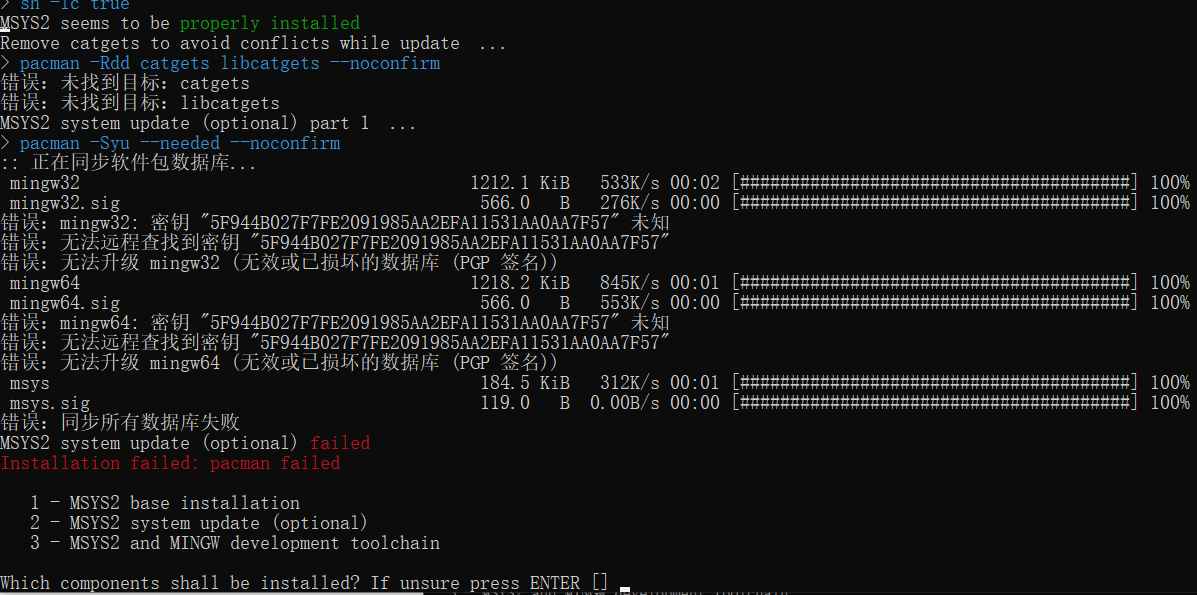 > sh -lc true
MSYS2 seems to be properly installed
Remove catgets to avoid conflicts while update  ...
> pacman -Rdd catgets libcatgets --noconfirm
错误：未找到目标：catgets
错误：未找到目标：libcatgets
MSYS2 system update (optional) part 1  ...
> pacman -Syu --needed --noconfirm
:: 正在同步软件包数据库...
mingw32 1212.1 KiB 533K/s 00:02 [#######################################] 100%
mingw32.sig 566.0 B 276K/s 00:00 [#######################################] 100%
错误：mingw32: 密钥 "5F944B027F7FE2091985AA2EFA11531AA0AA7F57" 未知
错误：无法远程查找到密钥 "5F944B027F7FE2091985AA2EFA11531AA0AA7F57"
错误：无法升级 mingw32 (无效或已损坏的数据库 (PGP 签名))
mingw64 1218.2 KiB 845K/s 00:01 [#######################################] 100%
mingw64.sig 566.0 B 553K/s 00:00 [#######################################] 100%
错误：mingw64: 密钥 "5F944B027F7FE2091985AA2EFA11531AA0AA7F57" 未知
错误：无法远程查找到密钥 "5F944B027F7FE2091985AA2EFA11531AA0AA7F57"
错误：无法升级 mingw64 (无效或已损坏的数据库 (PGP 签名))
msys 184.5 KiB 312K/s 00:01 [#######################################] 100%
msys.sig 119.0 B 0.00B/s 00:00 [#######################################] 100%
错误：同步所有数据库失败
MSYS2 system update (optional) failed
Installation failed: pacman failed
1 - MSYS2 base installation
2 - MSYS2 system update (optional)
3 - MSYS2 and MINGW development toolchain
Which components shall be installed? If unsure press ENTER []